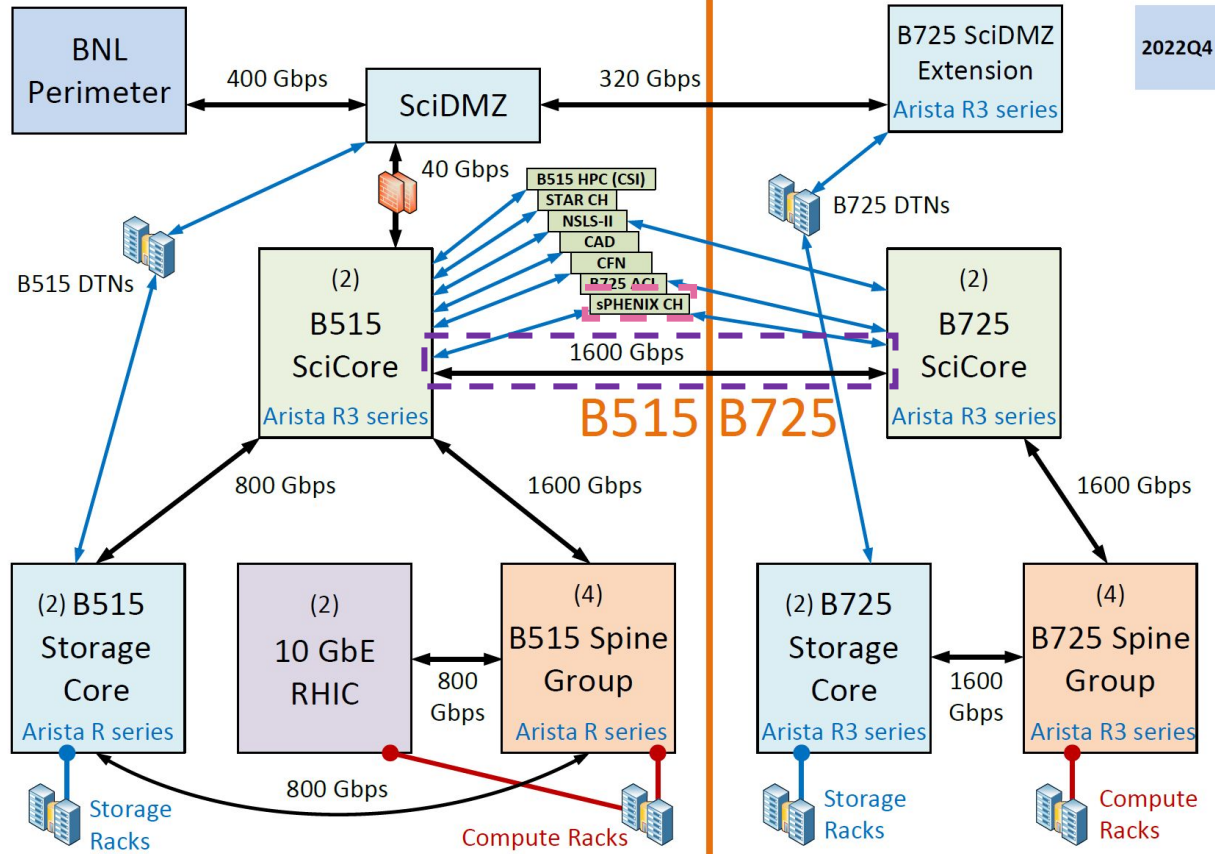 BNL
Perimeter
400 Gbps
SciDMZ
320 Gbps
B725 SciDMZ
Extension
Arista R3 series
2022Q4
40 Gbps
B515 HPC (CSI)
STAR CH
NSLS-II
CAD
CFN
B725 ACL
sPHENIX CH
B515 DTNs
B725 DTNs
(2)
B515
SciCore
Arista R3 series
1600 Gbps
B515
B725
(2)
B725
SciCore
Arista R3 series
800 Gbps
1600 Gbps
1600 Gbps
(2) B515
Storage
Core
Arista R series
(2)
10 GbE
RHIC
800
Gbps
(4)
B515 Spine
Group
Arista R series
(2) B725
Storage
Core
Arista R3 series
1600
Gbps
(4)
B725 Spine
Group
Arista R3 series
800 Gbps
Storage
Racks
Compute Racks
Storage
Racks
Compute
Racks